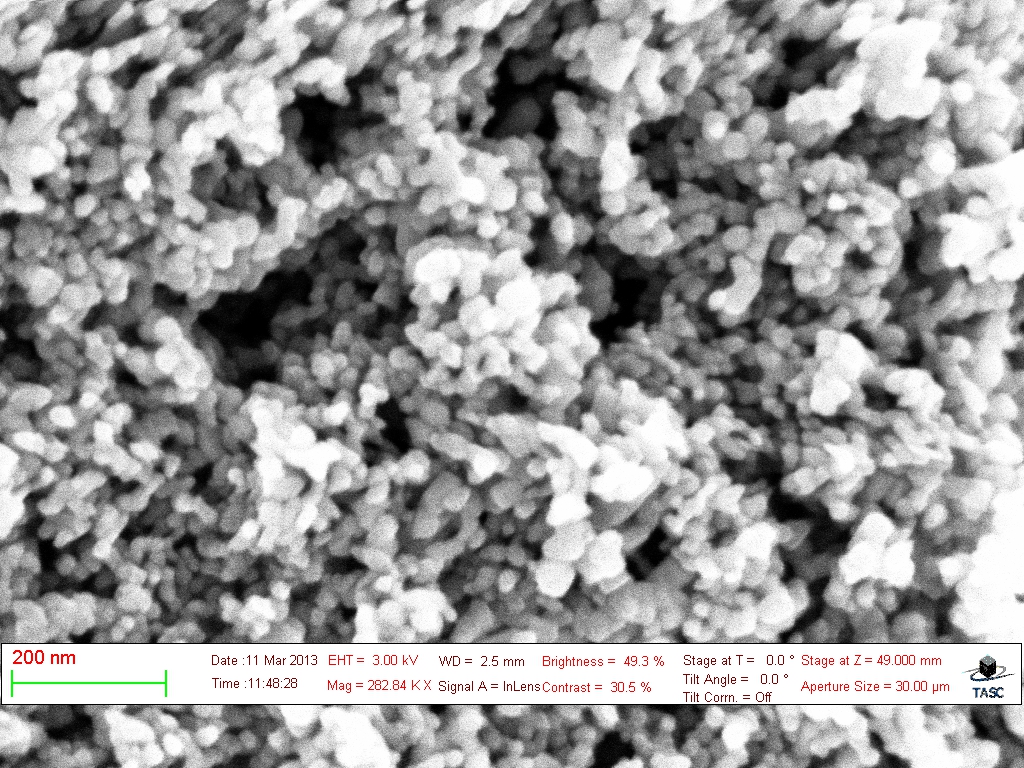 200 nm
Date :11 Mar 2013 EHT = 3.00 kV WD = 2.5 mm Brightness = 49.3 % Stage at T = 0.0 ° Stage at Z = 49.000 mm
Time :11:48:28 Mag = 282.84 K X Signal A = InLens Contrast = 30.5 % Tilt Angle = 0.0 ° Aperture Size = 30.00 µm
Tilt Corrn. = Off
TASC